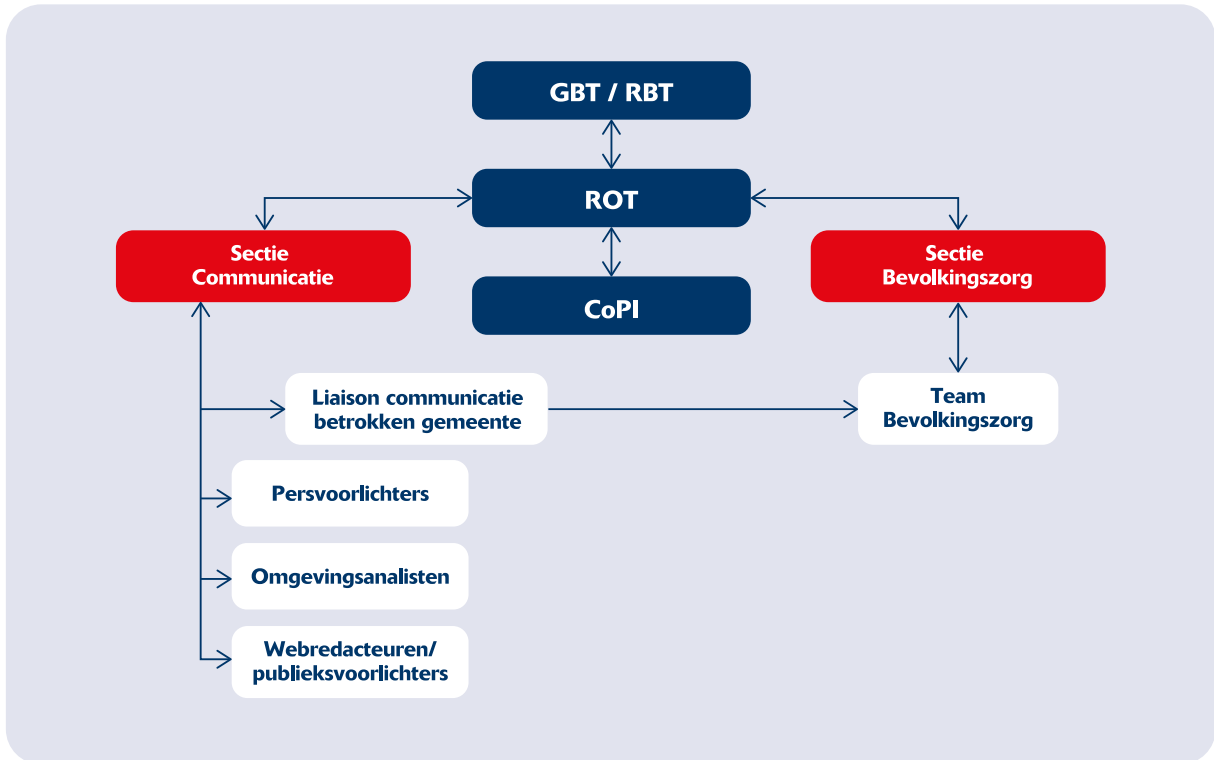 GBT / RBT
ROT
Sectie
Communicatie
Sectie
Bevolkingszorg
CoPI
Liaison communicatie
betrokken gemeente
Team
Bevolkingszorg
Persvoorlichters
Omgevingsanalisten
Webredacteuren/
publieksvoorlichters